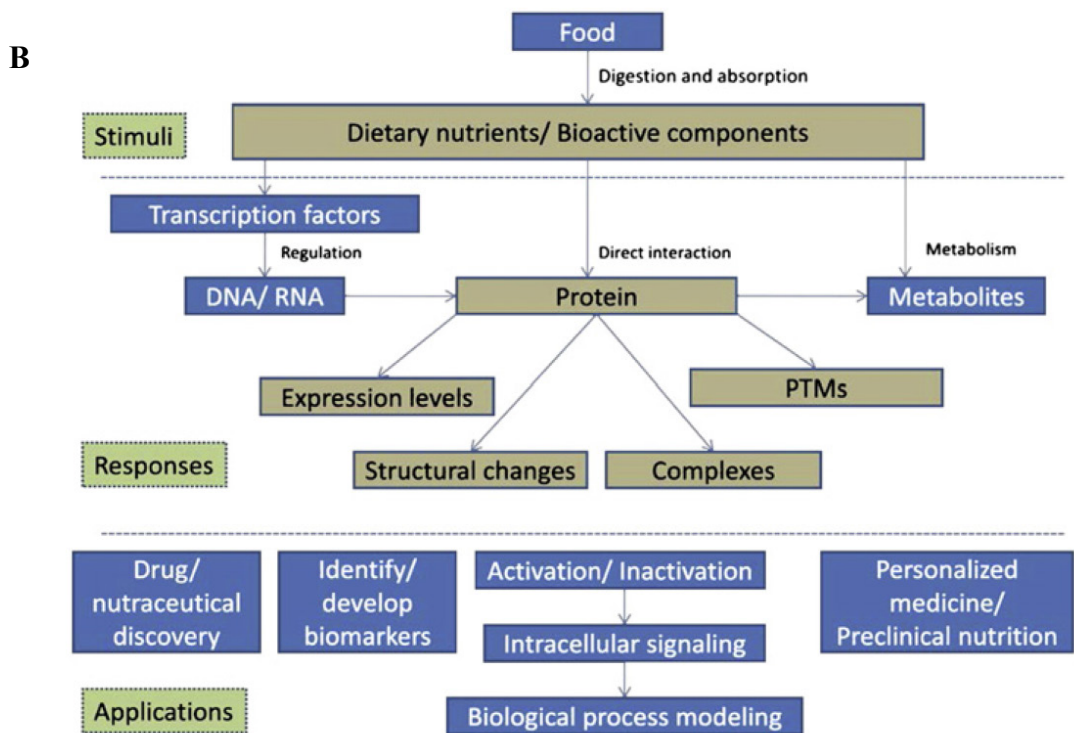 B
Food
Digestion and absorption
Stimuli
Dietary nutrients/ Bioactive components
Transcription factors
Regulation
Direct interaction
Metabolism
DNA/ RNA
Protein
Metabolites
Expression levels
PTMs
Responses
Structural changes
Complexes
Drug/
nutraceutical
discovery
Identify/
develop
biomarkers
Activation/ Inactivation
Intracellular signaling
Biological process modeling
Personalized
medicine/
Preclinical nutrition
Applications